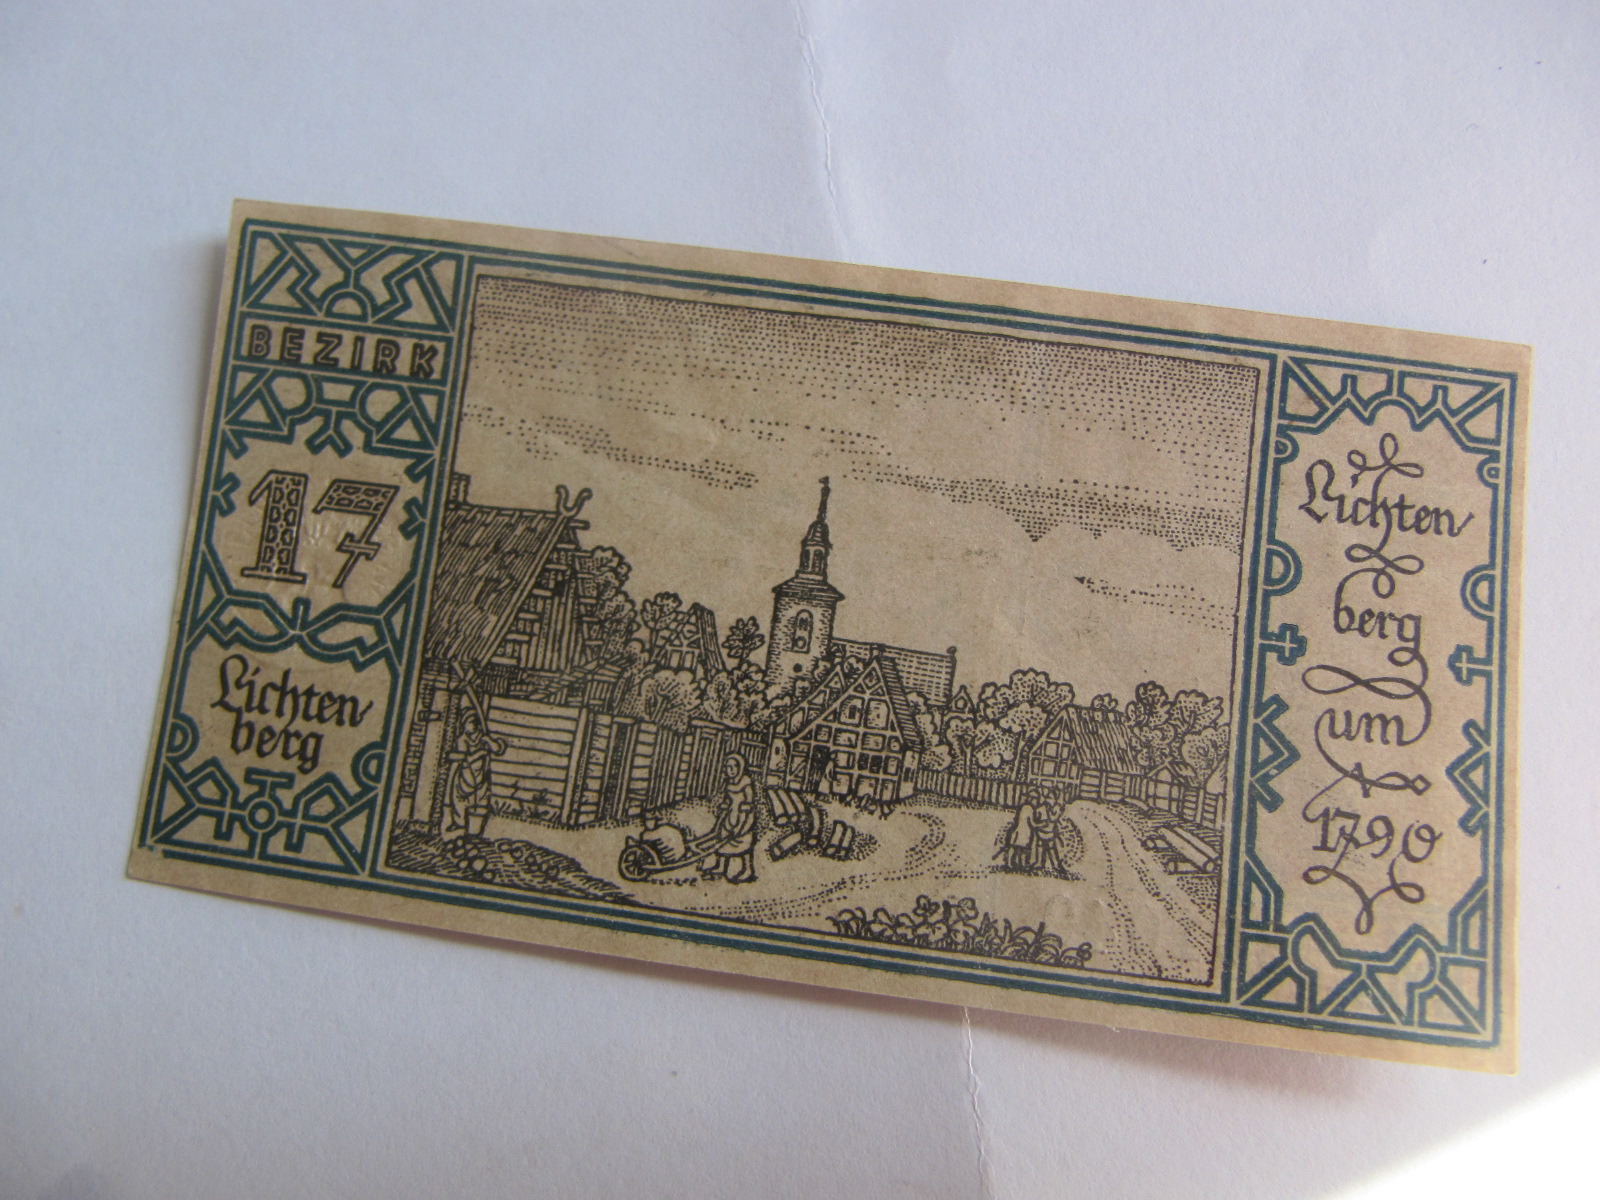 BEZIRK
17
Lichten-
berg
Lichten-
berg
um
1790